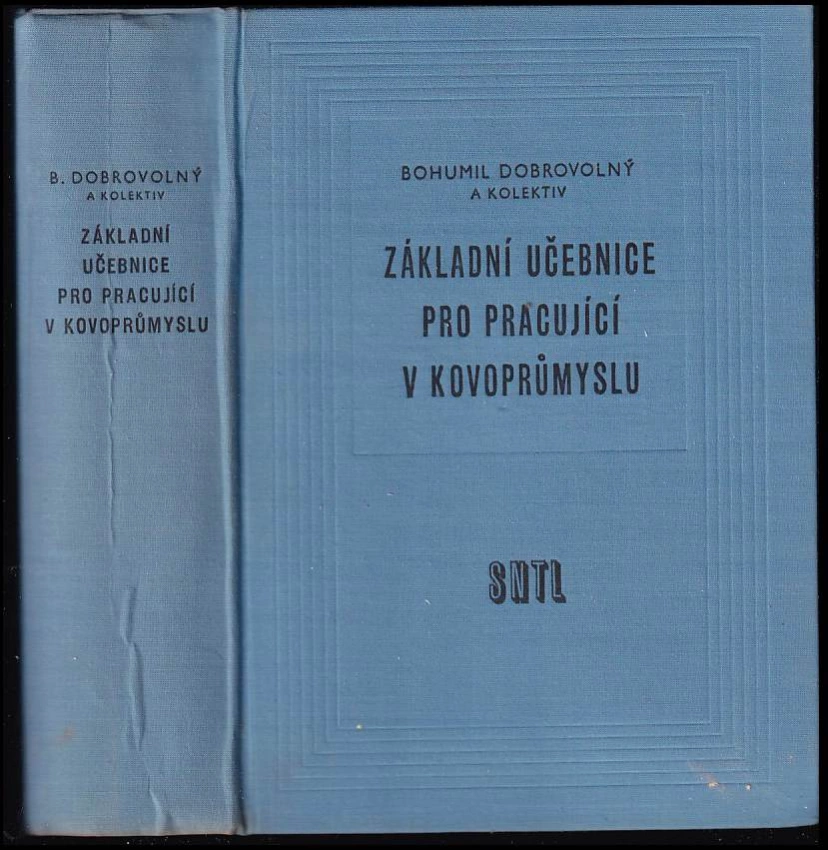 B. DOBROVOLNÝ
A KOLEKTIV
ZÁKLADNÍ
UČEBNICE
PRO PRACUJÍCÍ
V KOVOPRŮMYSLU
BOHUMIL DOBROVOLNÝ
A KOLEKTIV
ZÁKLADNÍ UČEBNICE
PRO PRACUJÍCÍ
V KOVOPRŮMYSLU
SNTL